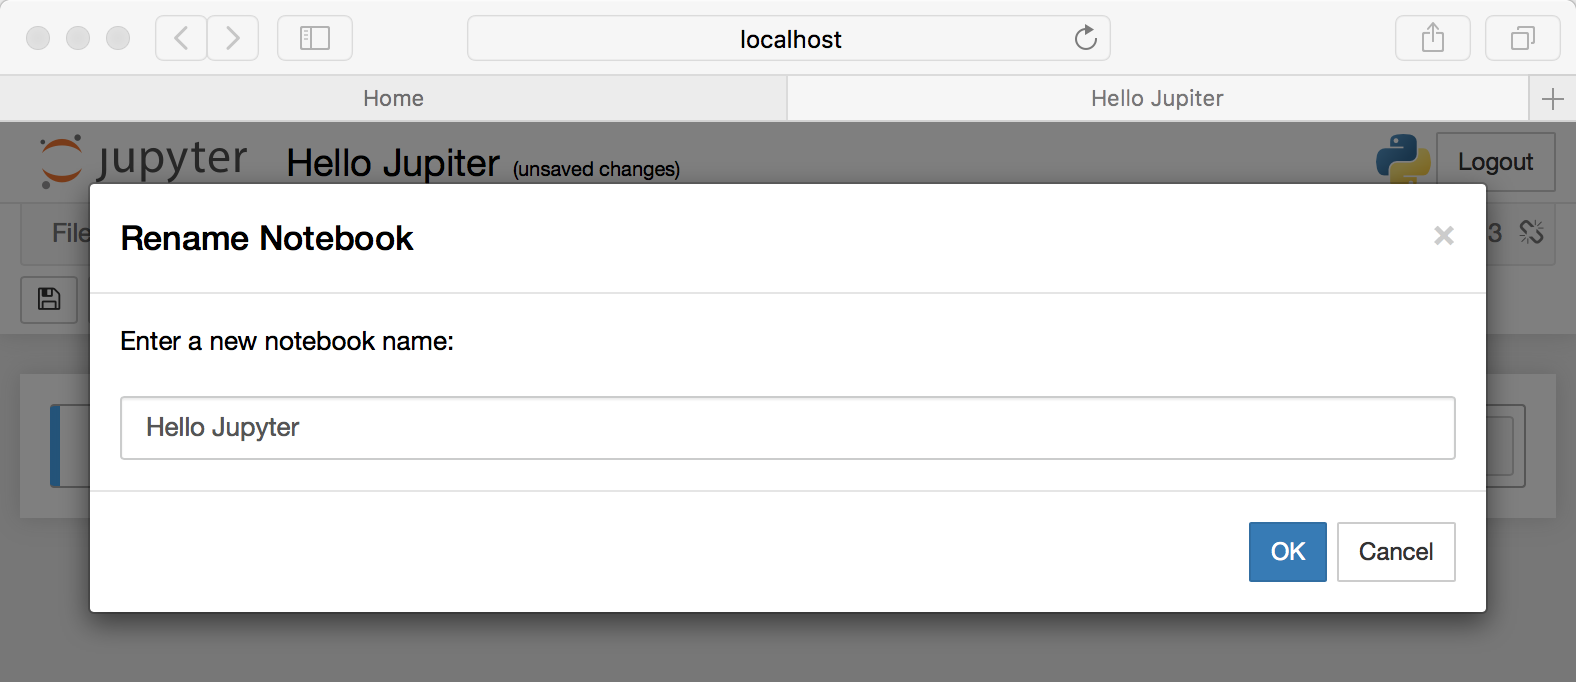 localhost
Home
Hello Jupiter
jupyter Hello Jupiter (unsaved changes)
Logout
Rename Notebook
File
3
Enter a new notebook name:
Hello Jupyter
OK
Cancel